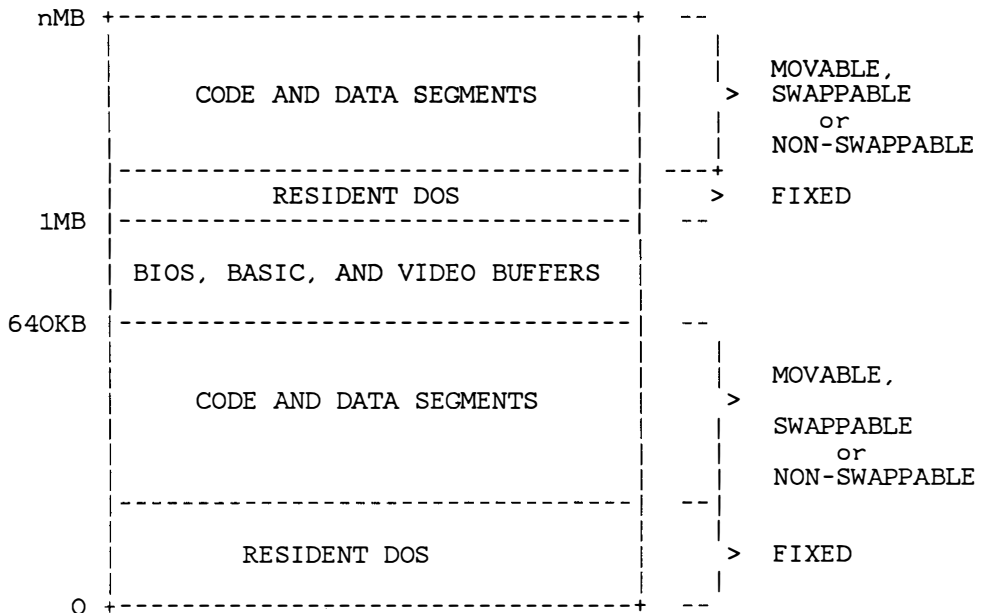 nMB
CODE AND DATA SEGMENTS
> MOVABLE,
SWAPPABLE
or
NON-SWAPPABLE
RESIDENT DOS > FIXED
1MB
BIOS, BASIC, AND VIDEO BUFFERS
640KB
CODE AND DATA SEGMENTS
> MOVABLE,
SWAPPABLE
or
NON-SWAPPABLE
RESIDENT DOS > FIXED
0